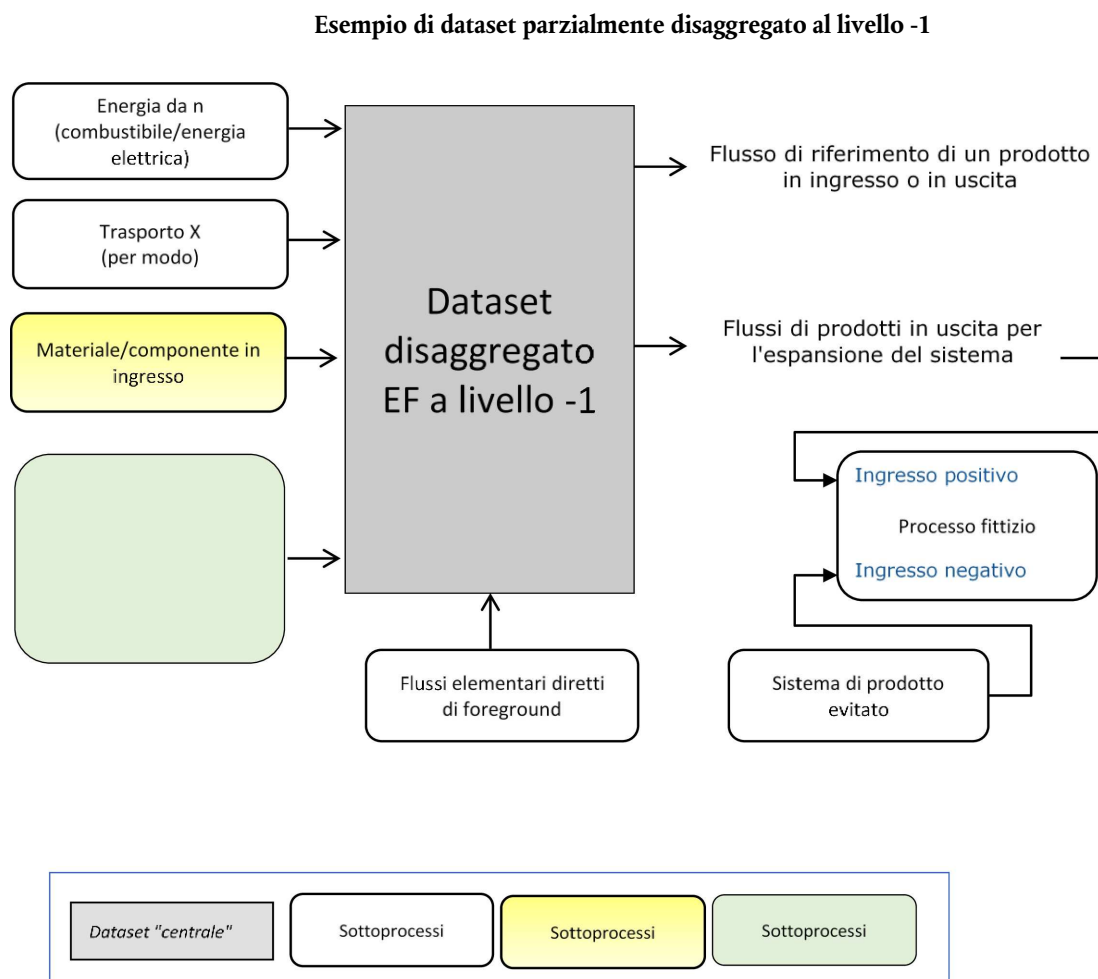 Esempio di dataset parzialmente disaggregato al livello -1
Energia da n
(combustibile/energia
elettrica)
Trasporto X
(per modo)
Materiale/componente in
ingresso
Dataset
disaggregato
EF a livello -1
Flussi elementari diretti
di foreground
Flusso di riferimento di un prodotto
in ingresso o in uscita
Flussi di prodotti in uscita per
l'espansione del sistema
Ingresso positivo
Processo fittizio
Ingresso negativo
Sistema di prodotto
evitato
Dataset "centrale"
Sottoprocessi
Sottoprocessi
Sottoprocessi